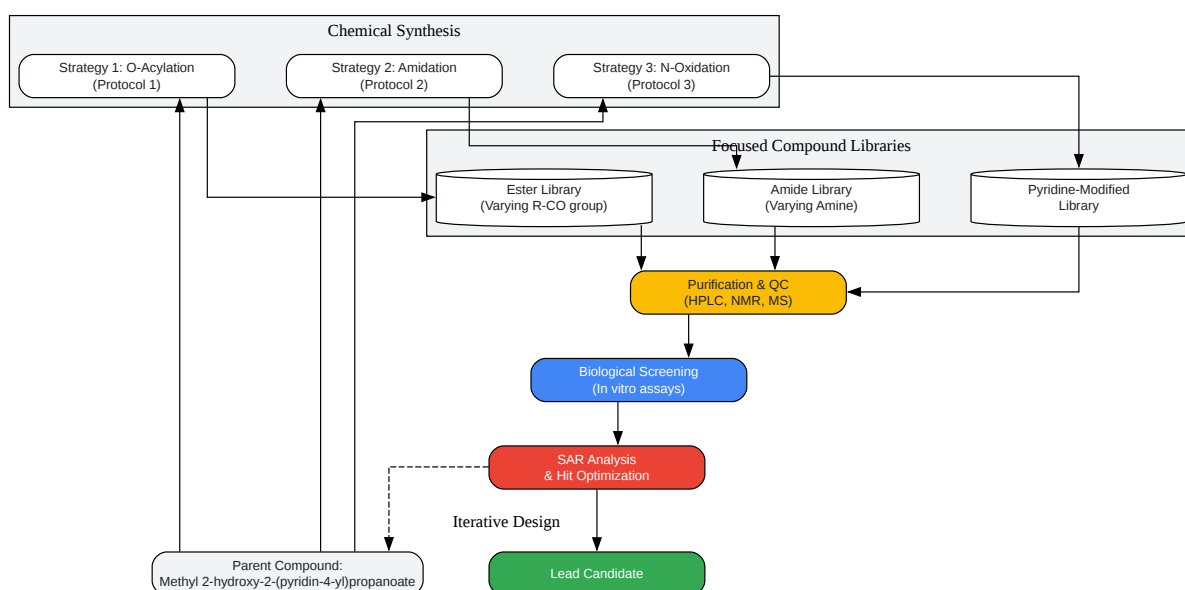 Chemical Synthesis
Strategy 1: O-Acylation
(Protocol 1)
Strategy 2: Amidation
(Protocol 2)
Strategy 3: N-Oxidation
(Protocol 3)
Focused Compound Libraries
Ester Library
(Varying R-CO group)
Amide Library
(Varying Amine)
Pyridine-Modified
Library
Purification & QC
(HPLC, NMR, MS)
Biological Screening
(In vitro assays)
SAR Analysis
& Hit Optimization
Iterative Design
Parent Compound:
Methyl 2-hydroxy-2-(pyridin-4-yl)propanoate
Lead Candidate